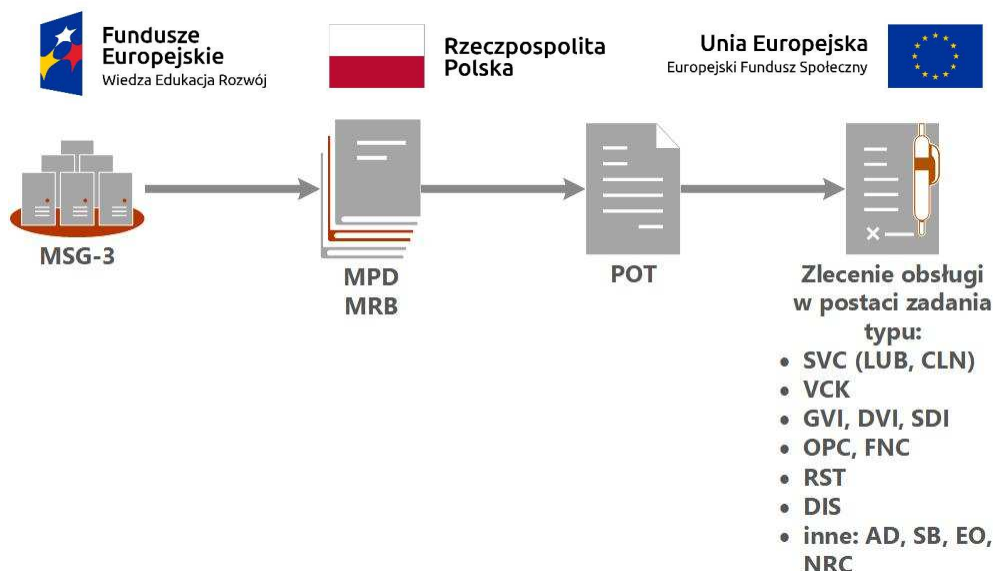 Fundusze
Europejskie
Wiedza Edukacja Rozwój
Rzeczpospolita
Polska
Unia Europejska
Europejski Fundusz Społeczny
MSG-3
MPD
MRB
POT
Zlecenie obsługi
w postaci zadania
typu:
• SVC (LUB, CLN)
• VCK
• GVI, DVI, SDI
• OPC, FNC
• RST
• DIS
• inne: AD, SB, EO,
NRC